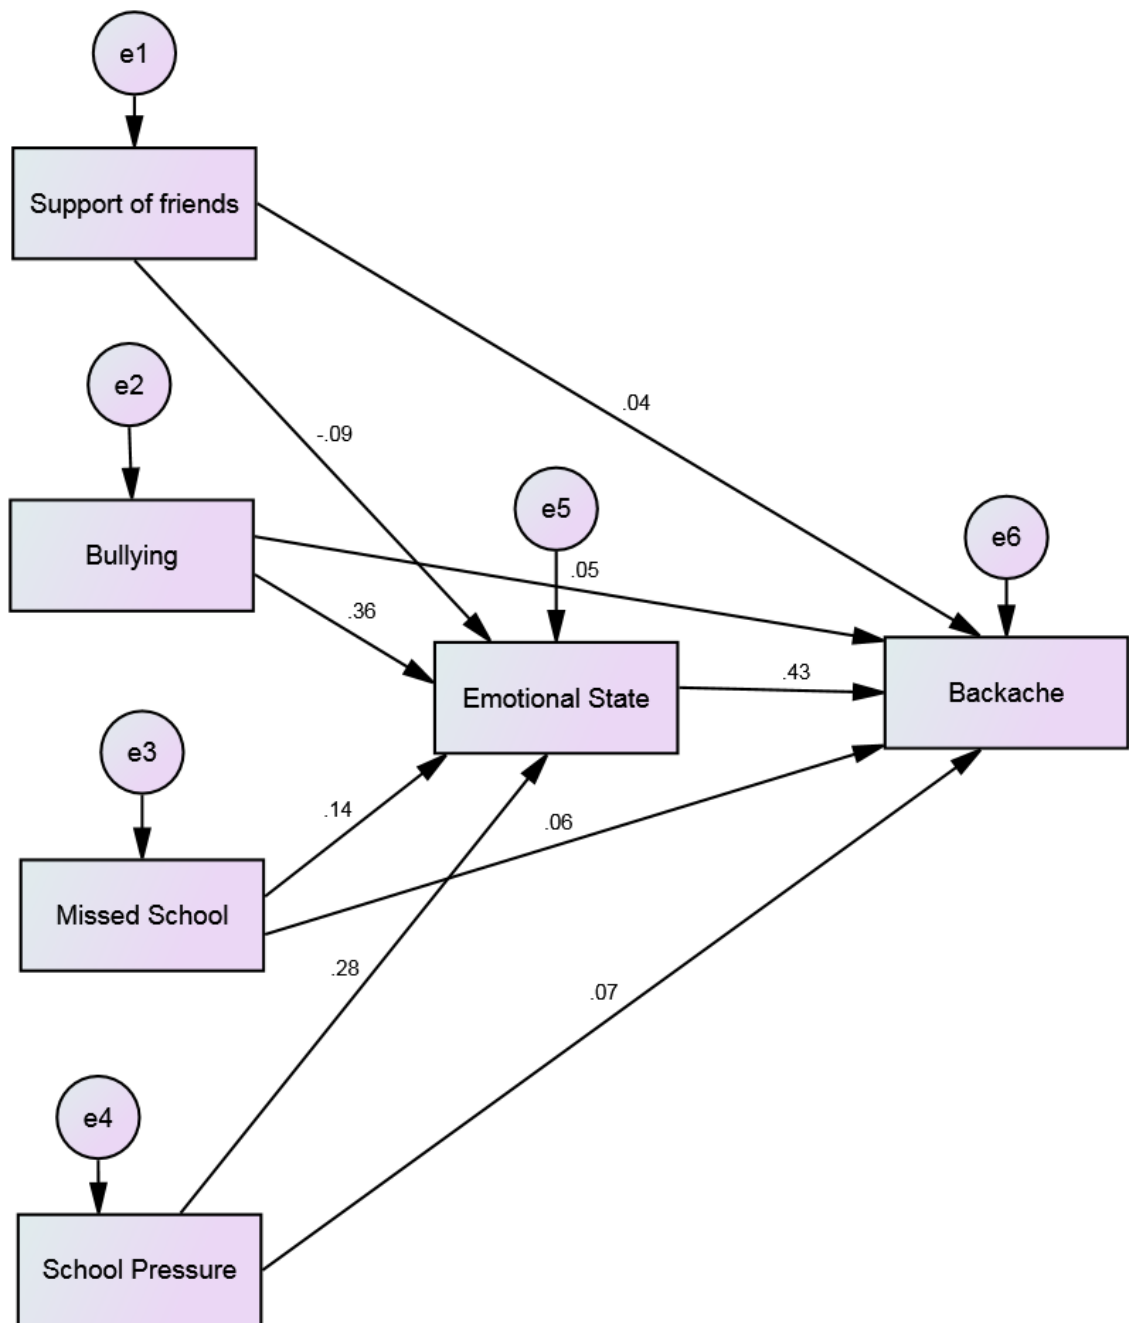 e1
Support of friends
.04
-.09
e2
Bullying
.05
.36
e5
e6
Emotional State
.43
Backache
e3
.14
.06
Missed School
.28
.07
e4
School Pressure